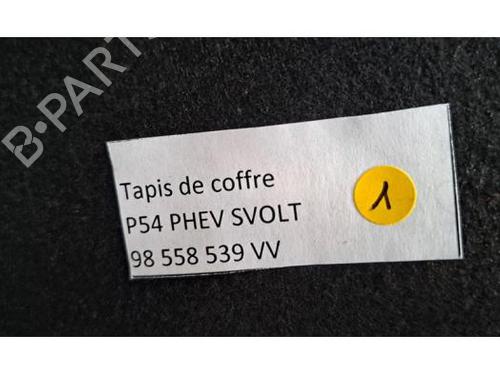 B-PARTS
Tapis de coffre
P54 PHEV SVOLT
98 558 539 VV
1